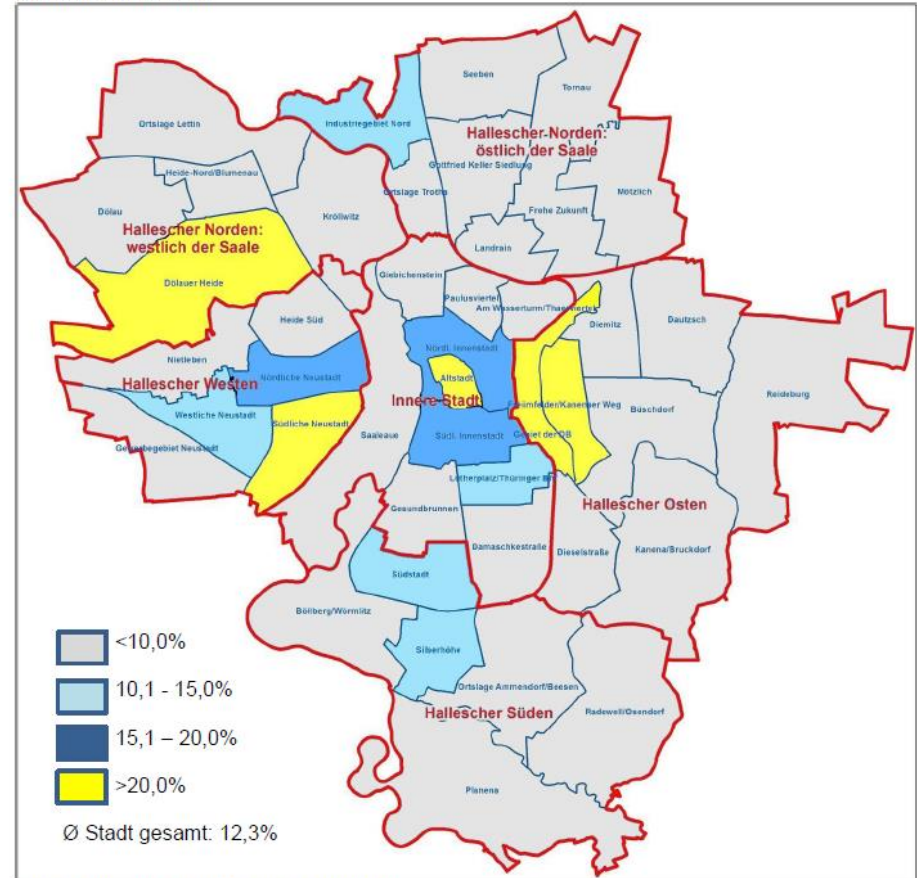 Seeben
Tornau
Ortslage Lettin
Industriegebiet Nord
Hallescher Norden:
östlich der Saale
Heide-Nord/Blumenau
Gottfried Keller Siedlung
Ortslage Trotha
Mötzlich
Dölau
Kröllwitz
Frohe Zukunft
Hallescher Norden:
westlich der Saale
Landrain
Giebichenstein
Dölauer Heide
Paulusviertel
Am Wasserturm/Thaerviertel
Heide Süd
Diemitz
Dautzsch
Nördl. Innenstadt
Nietleben
Nördliche Neustadt
Altstadt
Hallescher Westen
Reideburg
Innere Stadt
Freiimfelder/Kanenaer Weg
Büschdorf
Westliche Neustadt
Südliche Neustadt
Saaleaue
Südl. Innenstadt
Gebiet der DB
Gewerbegebiet Neustadt
Lutherplatz/Thüringer Bhf
Gesundbrunnen
Hallescher Osten
Damaschkestraße
Dieselstraße
Kanena/Bruckdorf
Südstadt
Böllberg/Wörmlitz
Silberhöhe
Ortslage Ammendorf/Beesen
Hallescher Süden
Radewell/Osendorf
Planena
<10,0%
10,1 - 15,0%
15,1 – 20,0%
>20,0%
Ø Stadt gesamt: 12,3%